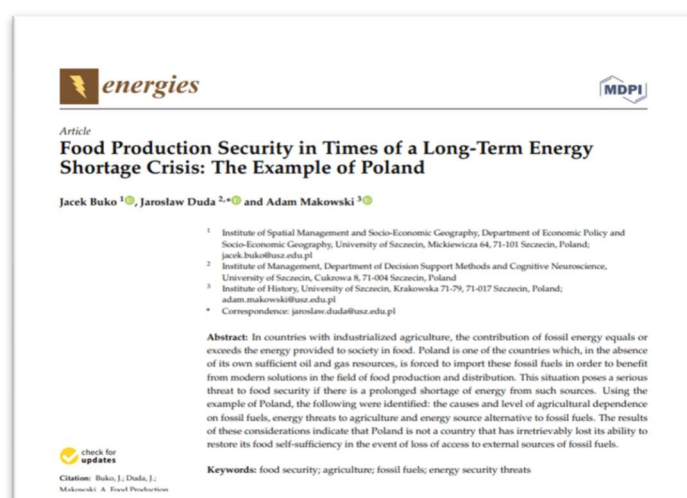 energies
MDPI
Article
Food Production Security in Times of a Long-Term Energy
Shortage Crisis: The Example of Poland
Jacek Buko 1, Jarosław Duda 2,* and Adam Makowski 3
1 Institute of Spatial Management and Socio-Economic Geography, Department of Economic Policy and
Socio-Economic Geography, University of Szczecin, Mickiewicza 64, 71-101 Szczecin, Poland;
jacek.buko@usz.edu.pl
2 Institute of Management, Department of Decision Support Methods and Cognitive Neuroscience,
University of Szczecin, Cukrowa 8, 71-004 Szczecin, Poland
3 Institute of History, University of Szczecin, Krakowska 71-79, 71-017 Szczecin, Poland;
adam.makowski@usz.edu.pl
* Correspondence: jaroslaw.duda@usz.edu.pl
Abstract: In countries with industrialized agriculture, the contribution of fossil energy equals or
exceeds the energy provided to society in food. Poland is one of the countries which, in the absence
of its own sufficient oil and gas resources, is forced to import these fossil fuels in order to benefit
from modern solutions in the field of food production and distribution. This situation poses a serious
threat to food security if there is a prolonged shortage of energy from such sources. Using the
example of Poland, the following were identified: the causes and level of agricultural dependence
on fossil fuels, energy threats to agriculture and energy source alternative to fossil fuels. The results
of these considerations indicate that Poland is not a country that has irretrievably lost its ability to
restore its food self-sufficiency in the event of loss of access to external sources of fossil fuels.
Keywords: food security; agriculture; fossil fuels; energy security threats
check for
updates
Citation: Buko, J.; Duda, J.;
Makowski, A. Food Production